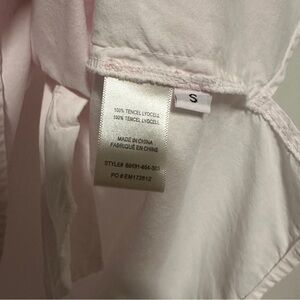 S
100% TENCEL LYOCELL
100% TENCEL LYOCELL
MADE IN CHINA
FABRIQUÉ EN CHINE
PO # EM172812